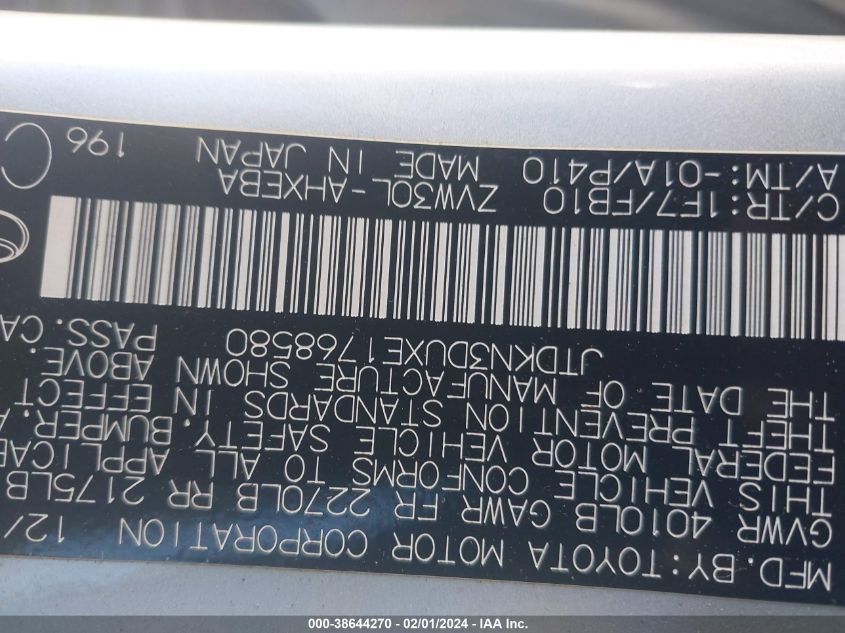 MFD. BY: TOYOTA MOTOR CORPORATION 12/
GVWR 4010LB GAWR FR 2270LB RR 2175LB
THIS VEHICLE CONFORMS TO ALL APPLICAB
FEDERAL MOTOR VEHICLE SAFETY, BUMPER, A
THEFT PREVENTION STANDARDS IN EFFECT
THE DATE OF MANUFACTURE SHOWN ABOVE.
JTDKN3DUXE1768580 PASS. CA
C/TR: 1F7/FB10 ZVW30L-AHXEBA 196
A/TM: -01A/P410 MADE IN JAPAN
000-38644270 - 02/01/2024 - IAA Inc.